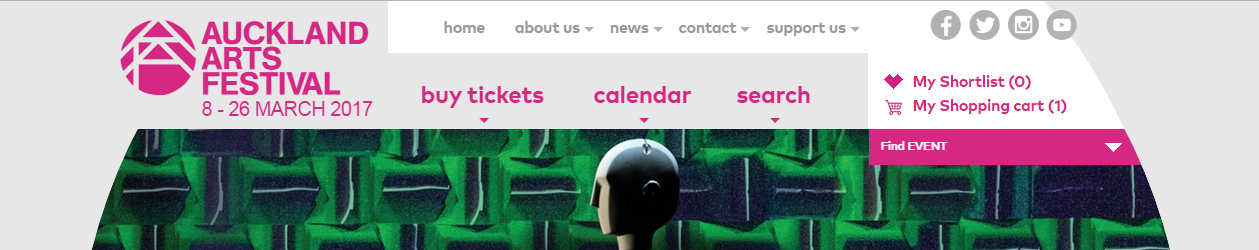 AUCKLAND
ARTS
FESTIVAL
8 - 26 MARCH 2017
home about us news contact support us
buy tickets calendar search
My Shortlist (0)
My Shopping cart (1)
Find EVENT